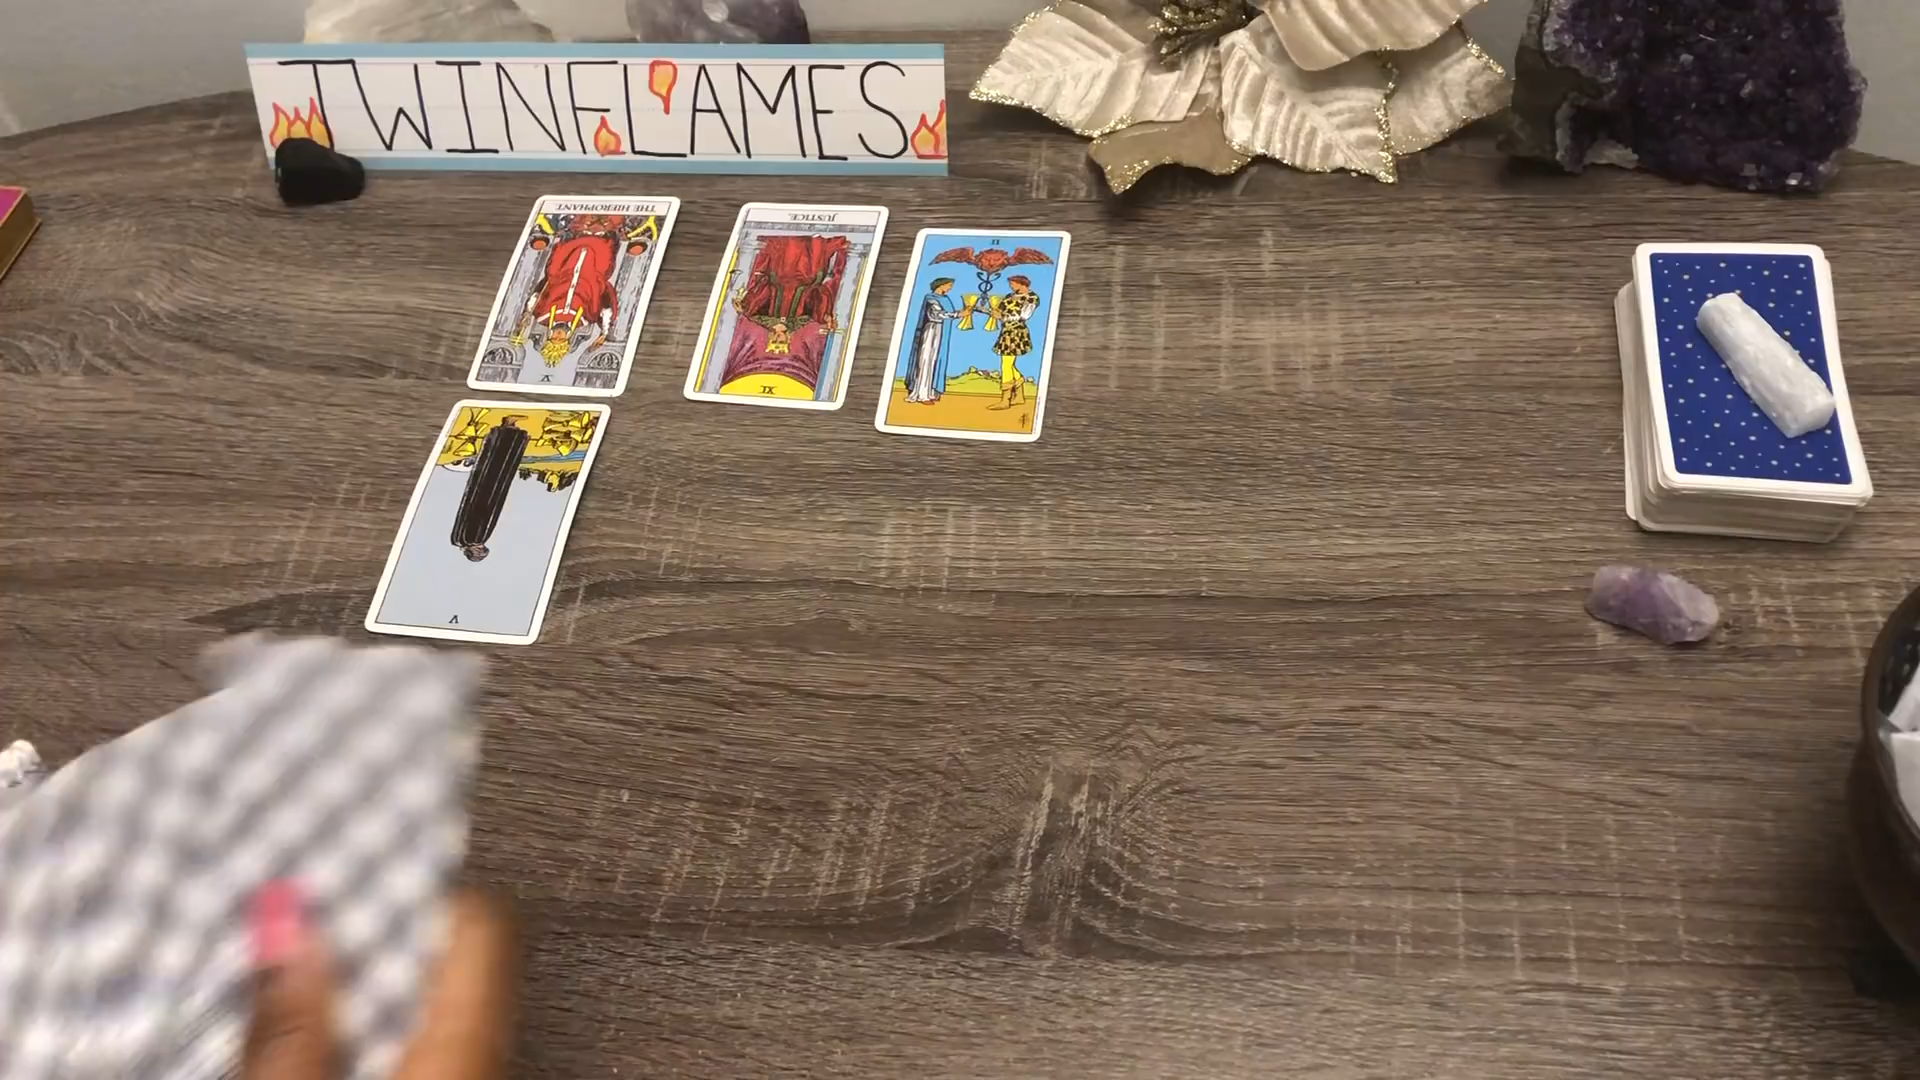 TWINFLAMES
THE HIEROPHANT.
JUSTICE.
II
V
XI
V